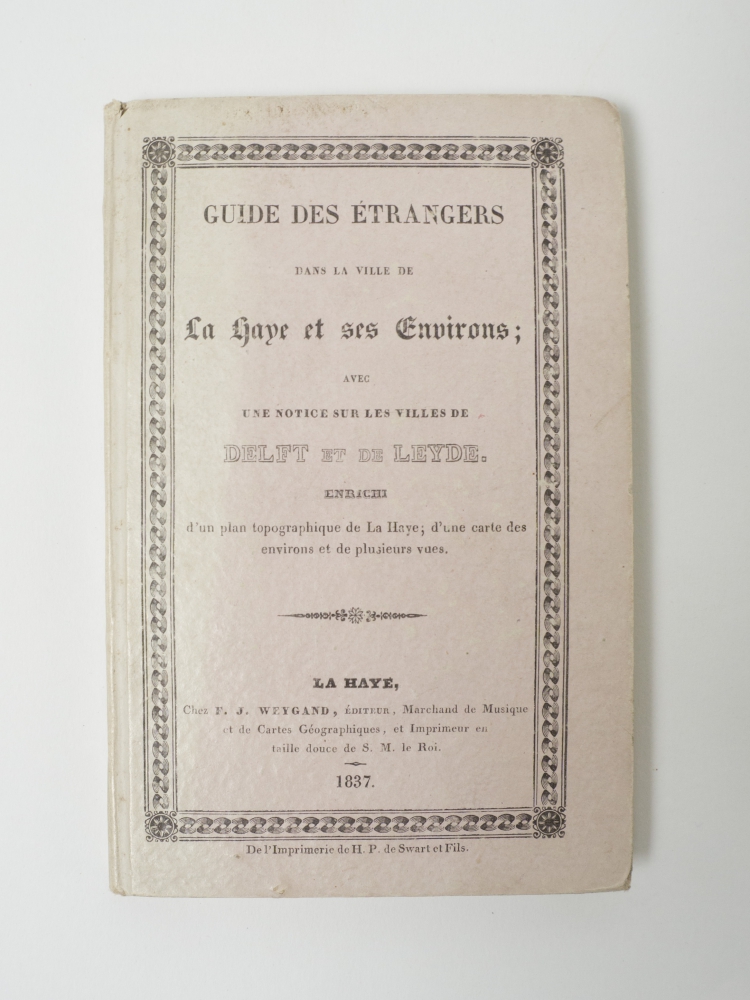 GUIDE DES ÉTRANGERS
DANS LA VILLE DE
La Haye et ses Environs;
AVEC
UNE NOTICE SUR LES VILLES DE
DELFT ET DE LEYDE.
ENRICHI
d'un plan topographique de La Haye; d'une carte des
environs et de plusieurs vues.
LA HAYE,
Chez F. J. WEYGAND, ÉDITEUR, Marchand de Musique
et de Cartes Géographiques, et Imprimeur en
taille douce de S. M. le Roi.
1837.
De l'Imprimerie de H. P. de Swart et Fils.